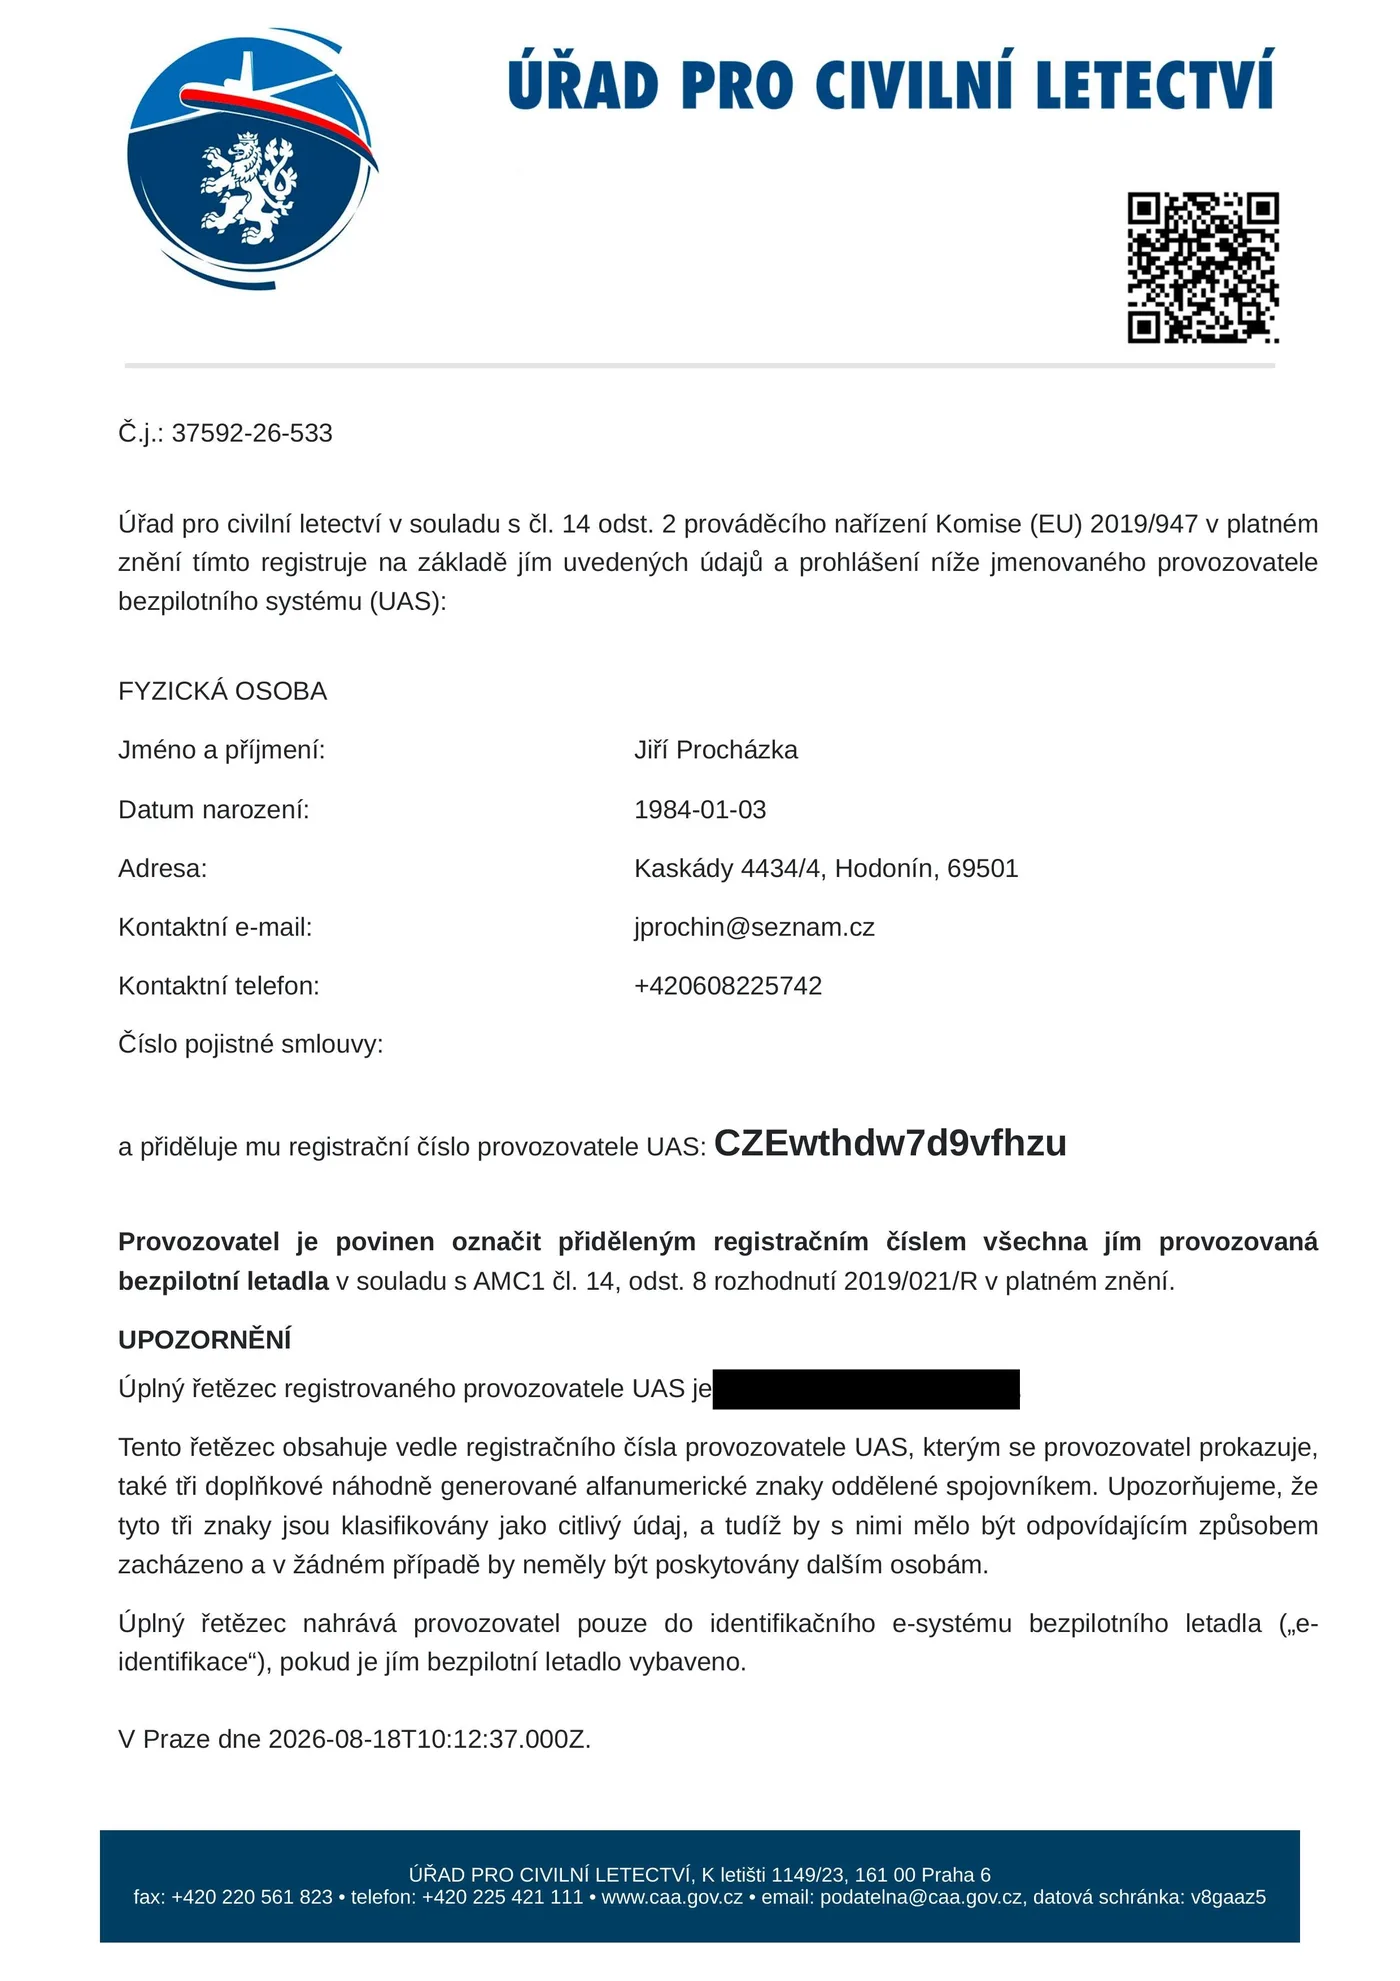 ÚŘAD PRO CIVILNÍ LETECTVÍ
Č.j.: 37592-26-533
Úřad pro civilní letectví v souladu s čl. 14 odst. 2 prováděcího nařízení Komise (EU) 2019/947 v platném
znění tímto registruje na základě jím uvedených údajů a prohlášení níže jmenovaného provozovatele
bezpilotního systému (UAS):
FYZICKÁ OSOBA
Jméno a příjmení: Jiří Procházka
Datum narození: 1984-01-03
Adresa: Kaskády 4434/4, Hodonín, 69501
Kontaktní e-mail: jprochin@seznam.cz
Kontaktní telefon: +420608225742
Číslo pojistné smlouvy:
a přiděluje mu registrační číslo provozovatele UAS: CZEwthdw7d9vfhzu
Provozovatel je povinen označit přiděleným registračním číslem všechna jím provozovaná
bezpilotní letadla v souladu s AMC1 čl. 14, odst. 8 rozhodnutí 2019/021/R v platném znění.
UPOZORNĚNÍ
Úplný řetězec registrovaného provozovatele UAS je
Tento řetězec obsahuje vedle registračního čísla provozovatele UAS, kterým se provozovatel prokazuje,
také tři doplňkové náhodně generované alfanumerické znaky oddělené spojovníkem. Upozorňujeme, že
tyto tři znaky jsou klasifikovány jako citlivý údaj, a tudíž by s nimi mělo být odpovídajícím způsobem
zacházeno a v žádném případě by neměly být poskytovány dalším osobám.
Úplný řetězec nahrává provozovatel pouze do identifikačního e-systému bezpilotního letadla („e-
identifikace“), pokud je jím bezpilotní letadlo vybaveno.
V Praze dne 2026-08-18T10:12:37.000Z.
ÚŘAD PRO CIVILNÍ LETECTVÍ, K letišti 1149/23, 161 00 Praha 6
fax: +420 220 561 823 • telefon: +420 225 421 111 • www.caa.gov.cz • email: podatelna@caa.gov.cz, datová schránka: v8gaaz5